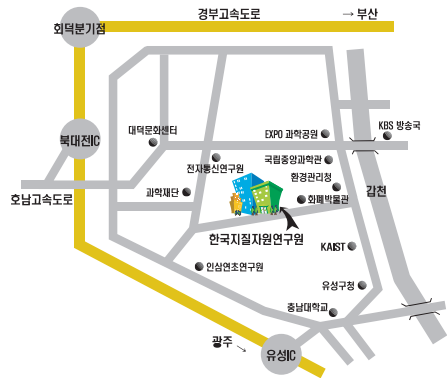 경부고속도로 → 부산
회덕분기점
KBS 방송국
대덕문화센터
EXPO 과학공원
북대전IC
국립중앙과학관
전자통신연구원
환경관리청
과학재단
화폐박물관
갑천
호남고속도로
한국지질자원연구원
KAIST
인삼연초연구원
유성구청
충남대학교
광주 →
유성IC